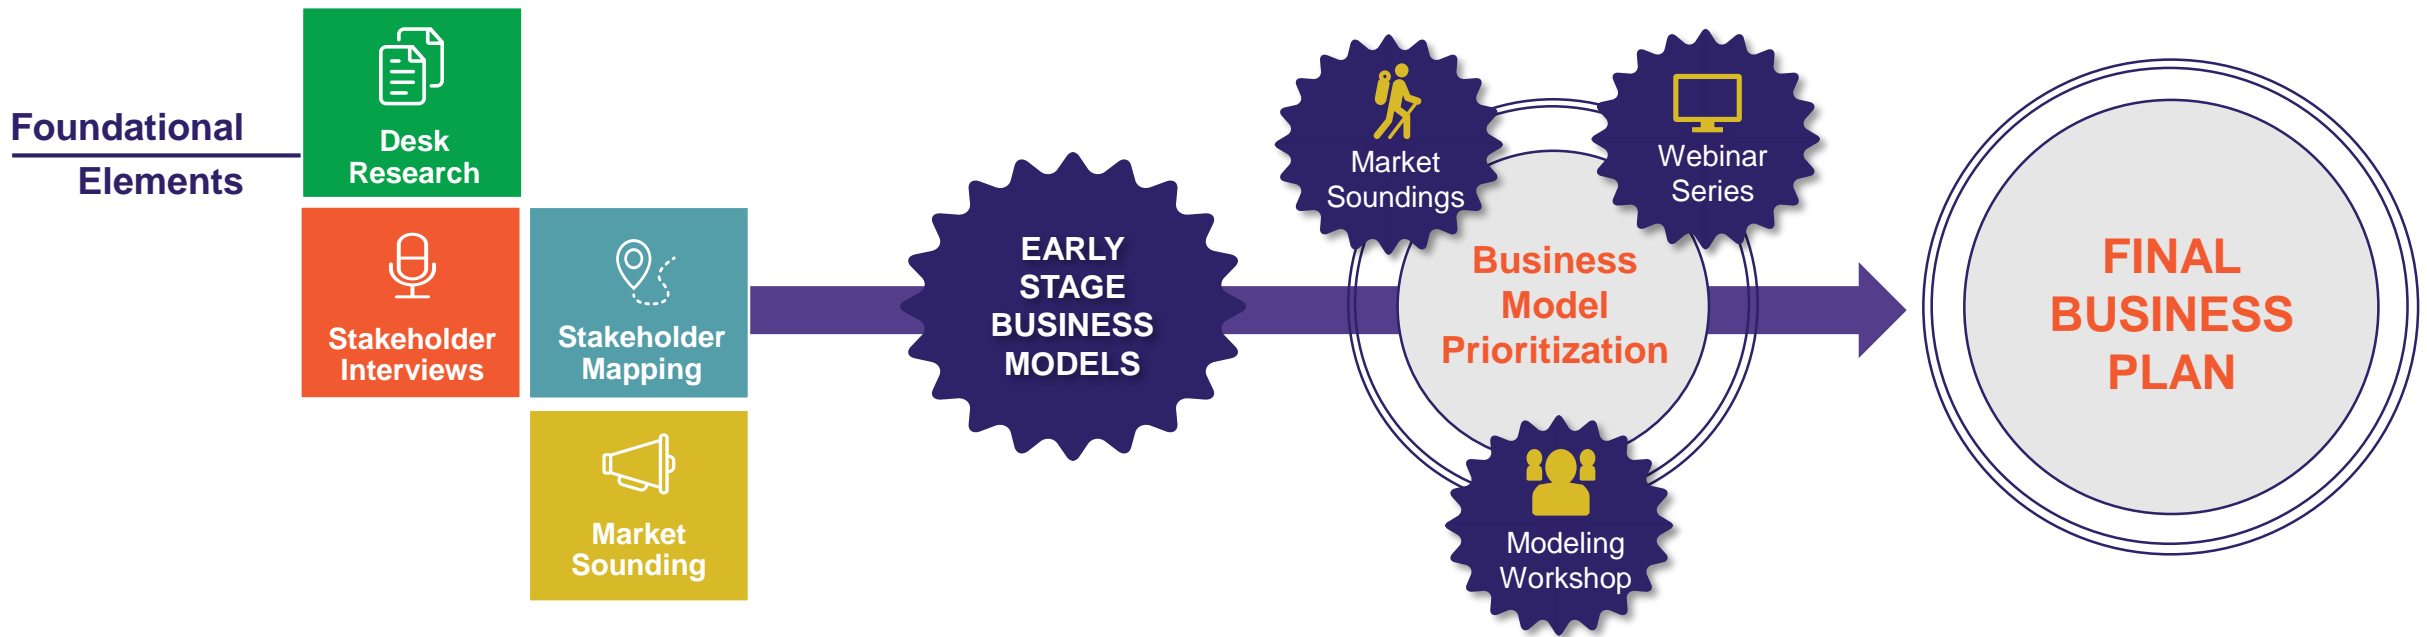 Foundational
Elements
Desk
Research
Stakeholder
Interviews
Stakeholder
Mapping
Market
Sounding
EARLY
STAGE
BUSINESS
MODELS
Market
Soundings
Webinar
Series
Business
Model
Prioritization
Modeling
Workshop
FINAL
BUSINESS
PLAN